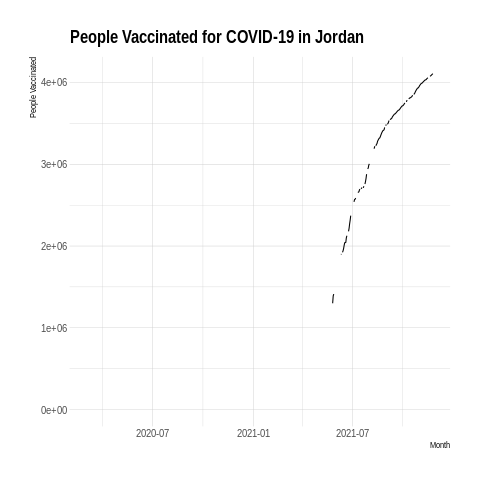 People Vaccinated for COVID-19 in Jordan
People Vaccinated
4e+06
3e+06
2e+06
1e+06
0e+00
2020-07
2021-01
2021-07
Month